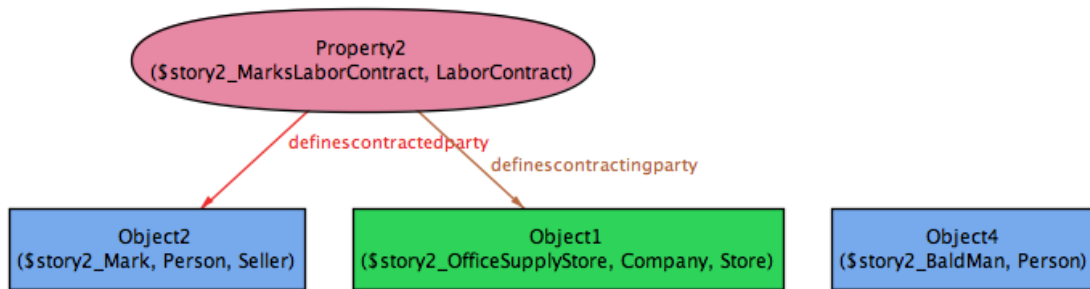 Property2
($story2_MarksLaborContract, LaborContract)
definescontractedparty
definescontractingparty
Object2
($story2_Mark, Person, Seller)
Object1
($story2_OfficeSupplyStore, Company, Store)
Object4
($story2_BaldMan, Person)